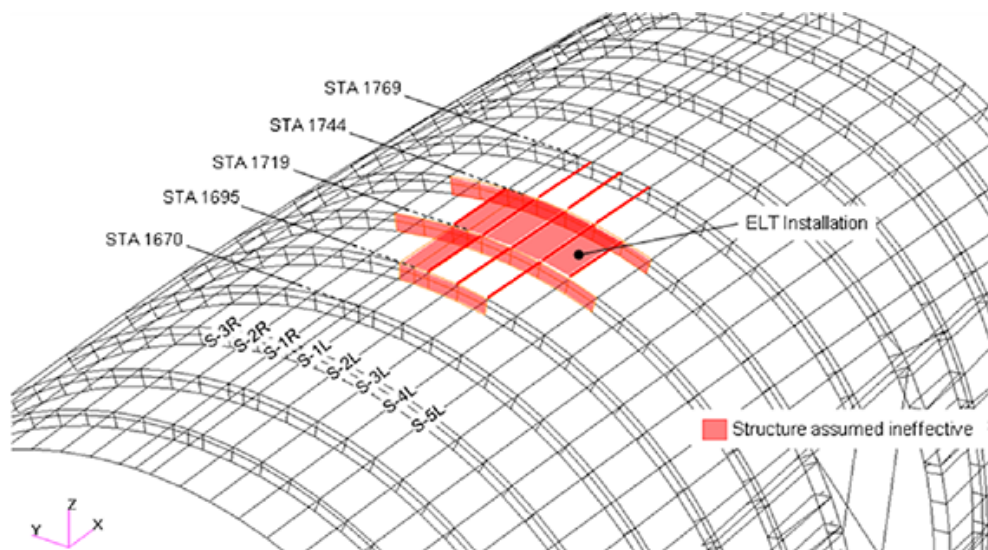 STA 1769
STA 1744
STA 1719
STA 1695
STA 1670
ELT Installation
S-3R
S-2R
S-1R
S-1L
S-2L
S-3L
S-4L
S-5L
Structure assumed ineffective
Z
Y
X